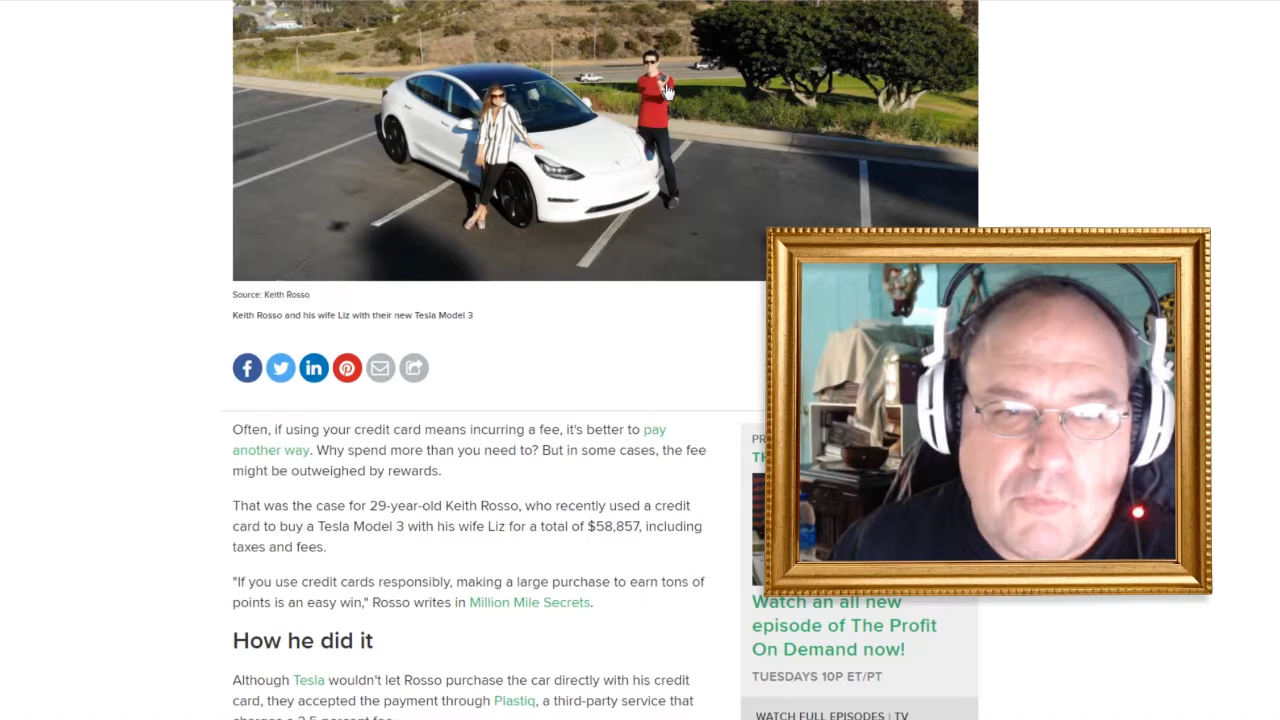 Source: Keith Rosso
Keith Rosso and his wife Liz with their new Tesla Model 3
Often, if using your credit card means incurring a fee, it's better to pay
another way. Why spend more than you need to? But in some cases, the fee
might be outweighed by rewards.
That was the case for 29-year-old Keith Rosso, who recently used a credit
card to buy a Tesla Model 3 with his wife Liz for a total of $58,857, including
taxes and fees.
"If you use credit cards responsibly, making a large purchase to earn tons of
points is an easy win," Rosso writes in Million Mile Secrets.
How he did it
Although Tesla wouldn't let Rosso purchase the car directly with his credit
card, they accepted the payment through Plastiq, a third-party service that
Watch an all new
episode of The Profit
On Demand now!
TUESDAYS 10P ET/PT
WATCH FULL EPISODES | TV